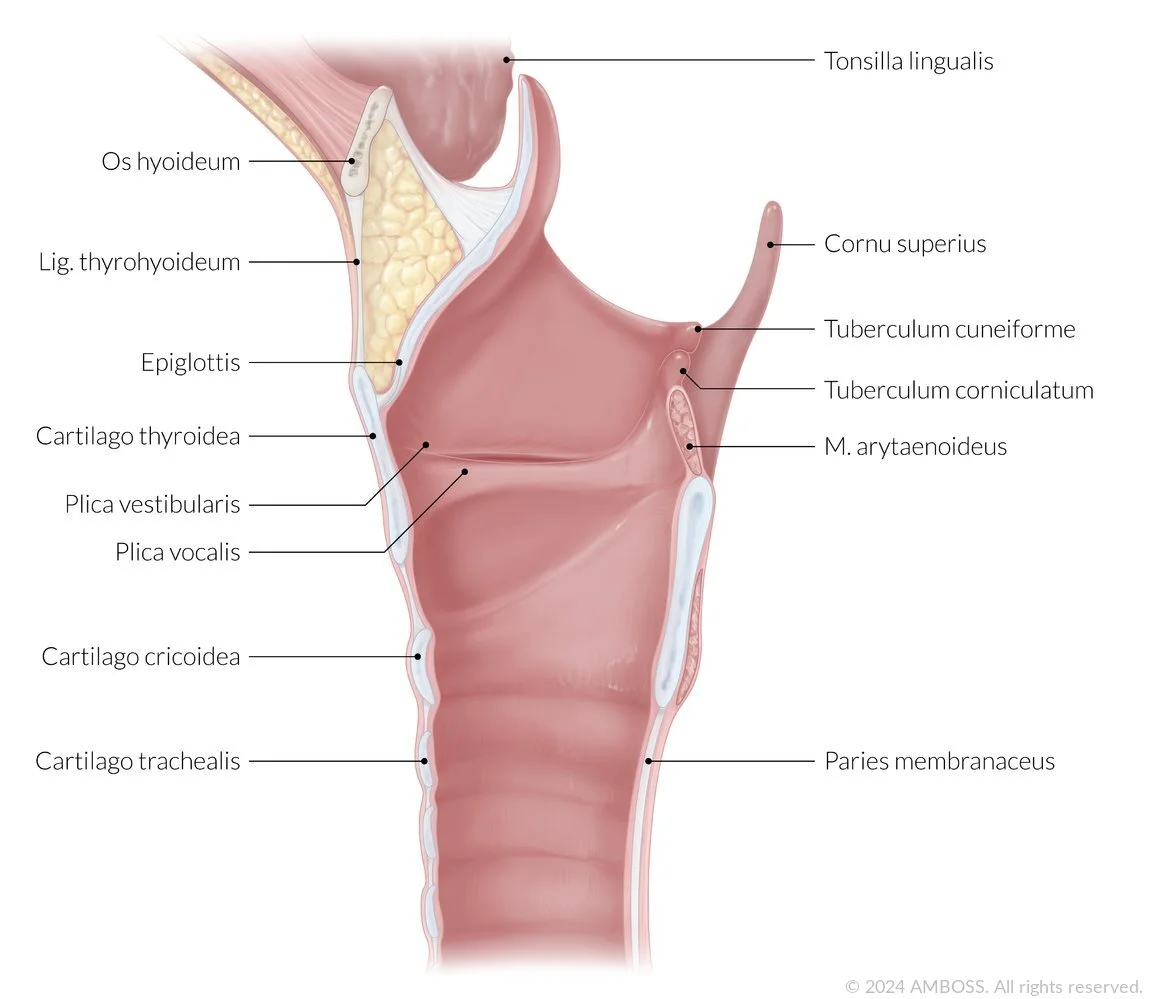 Tonsilla lingualis
Os hyoideum
Cornu superius
Lig. thyrohyoideum
Tuberculum cuneiforme
Epiglottis
Tuberculum corniculatum
Cartilago thyroidea
M. arytaenoideus
Plica vestibularis
Plica vocalis
Cartilago cricoidea
Cartilago trachealis
Paries membranaceus
© 2024 AMBOSS. All rights reserved.